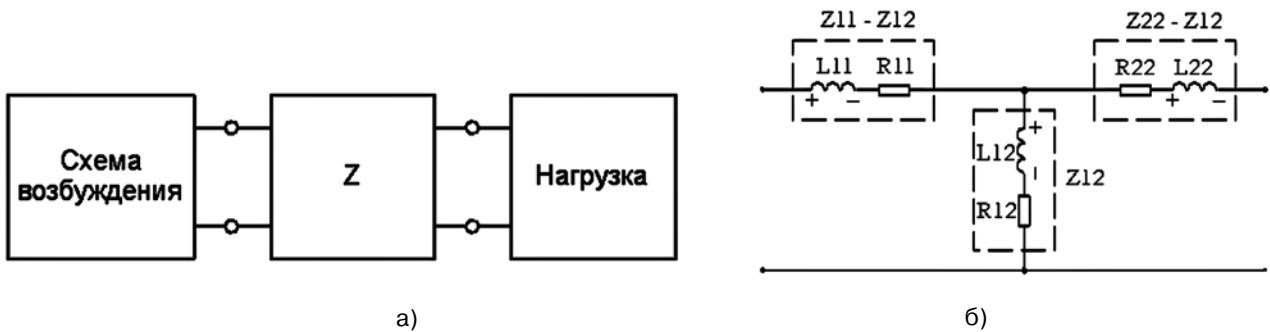 Схема
возбуждения
Z
Нагрузка
а)
Z11 - Z12
Z22 - Z12
L11
R11
R22
L22
+
−
+
−
+
L12
−
Z12
R12
б)